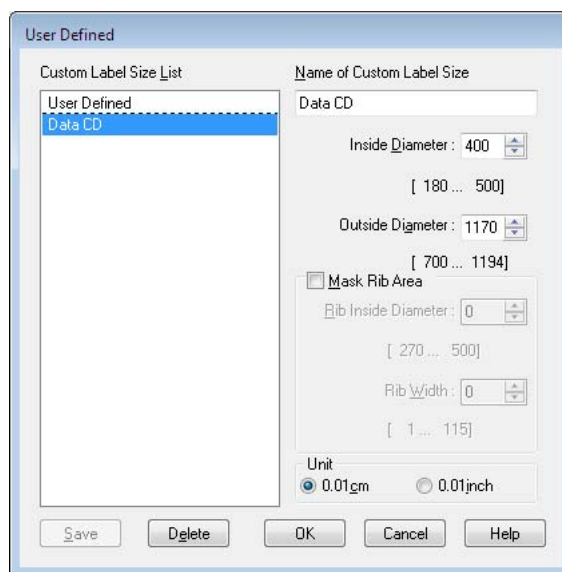 User Defined
Custom Label Size List
User Defined
Data CD
Name of Custom Label Size
Data CD
Inside Diameter : 400
[ 180 ... 500]
Outside Diameter : 1170
[ 700 ... 1194]
Mask Rib Area
Rib Inside Diameter : 0
[ 270 ... 500]
Rib Width : 0
[ 1 ... 115]
Unit
0.01cm 0.01inch
Save Delete OK Cancel Help